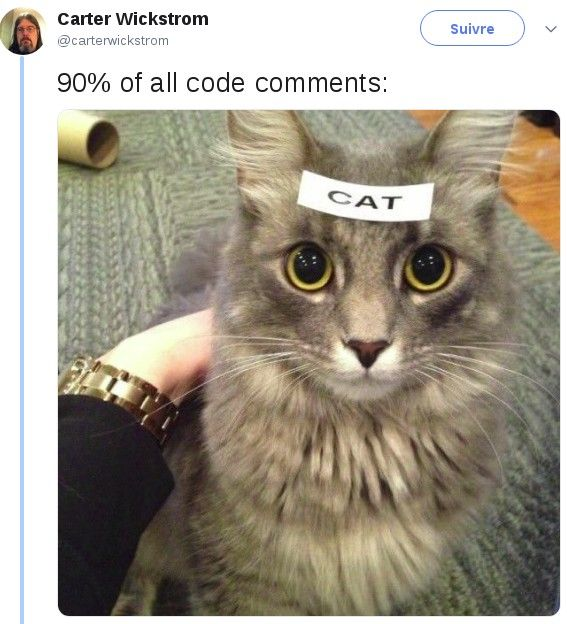 Carter Wickstrom
@carterwickstrom
Suivre
90% of all code comments:
CAT